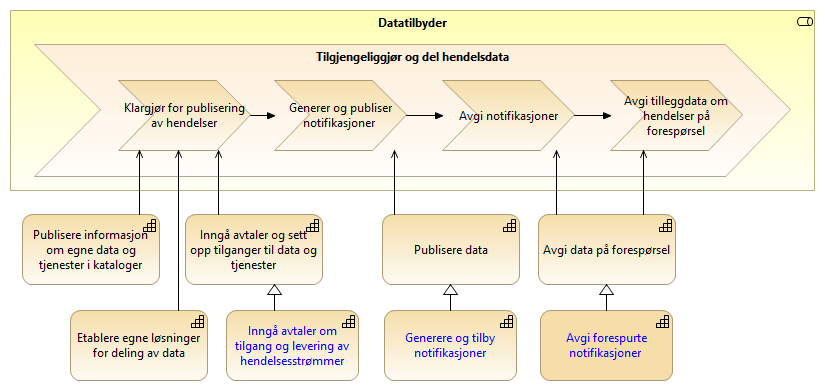 Datatilbyder
Tilgjengeliggjør og del hendelsdata
Klargjør for publisering
av hendelser
Generer og publiser
notifikasjoner
Avgi notifikasjoner
Avgi tilleggdata om
hendelser på
forespørsel
Publisere informasjon
om egne data og
tjenester i kataloger
Inngå avtaler og sett
opp tilganger til data og
tjenester
Publisere data
Avgi data på forespørsel
Etablere egne løsninger
for deling av data
Inngå avtaler om
tilgang og levering av
hendelsesstrømmer
Generere og tilby
notifikasjoner
Avgi forespurte
notifikasjoner